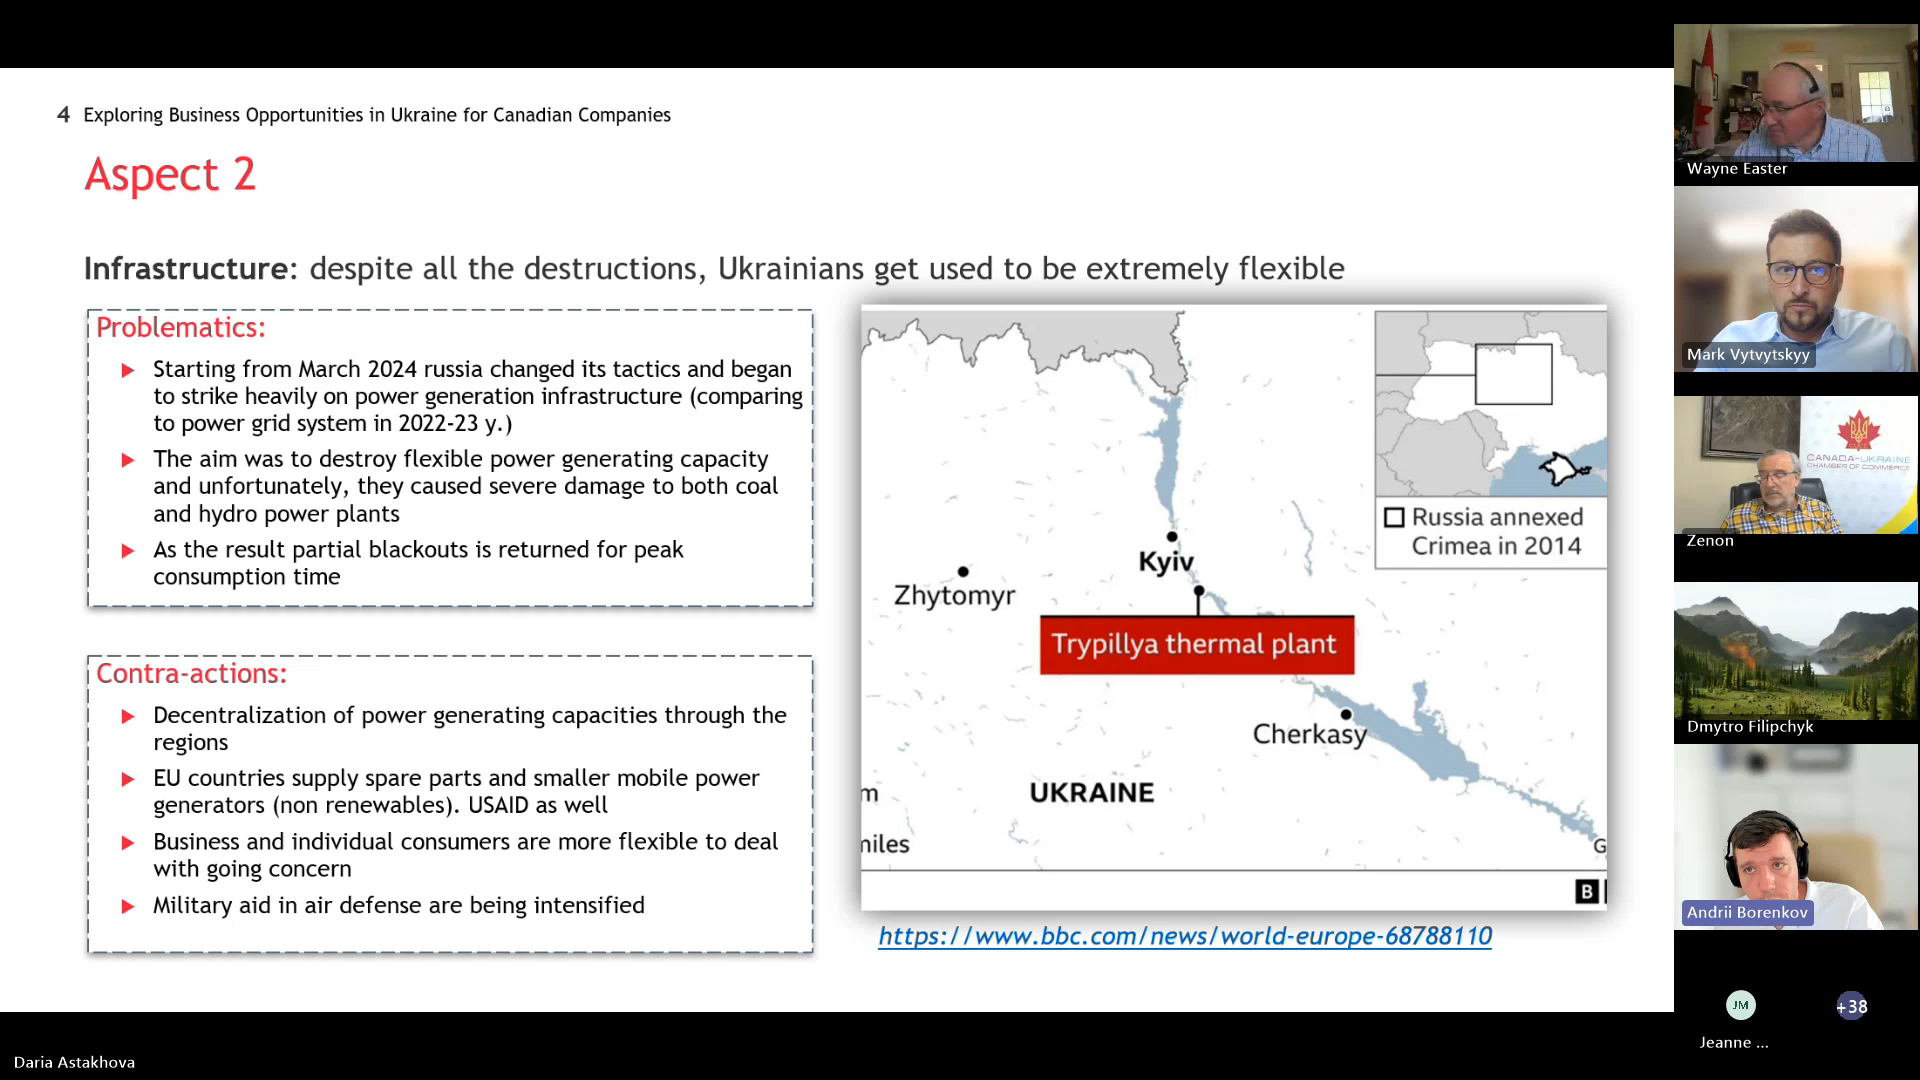 4 Exploring Business Opportunities in Ukraine for Canadian Companies
Aspect 2
Infrastructure: despite all the destructions, Ukrainians get used to be extremely flexible
Problematics:
Starting from March 2024 russia changed its tactics and began
to strike heavily on power generation infrastructure (comparing
to power grid system in 2022-23 y.)
The aim was to destroy flexible power generating capacity
and unfortunately, they caused severe damage to both coal
and hydro power plants
As the result partial blackouts is returned for peak
consumption time
Contra-actions:
Decentralization of power generating capacities through the
regions
EU countries supply spare parts and smaller mobile power
generators (non renewables). USAID as well
Business and individual consumers are more flexible to deal
with going concern
Military aid in air defense are being intensified
Russia annexed
Crimea in 2014
Kyiv
Zhytomyr
Trypillya thermal plant
Cherkasy
UKRAINE
m
miles
G
B
https://www.bbc.com/news/world-europe-68788110
Wayne Easter
Mark Vytvytskyy
CANADA-UKRAINE
CHAMBER OF COMMERCE
Zenon
Dmytro Filipchyk
Andrii Borenkov
JM
+38
Jeanne ...
Daria Astakhova